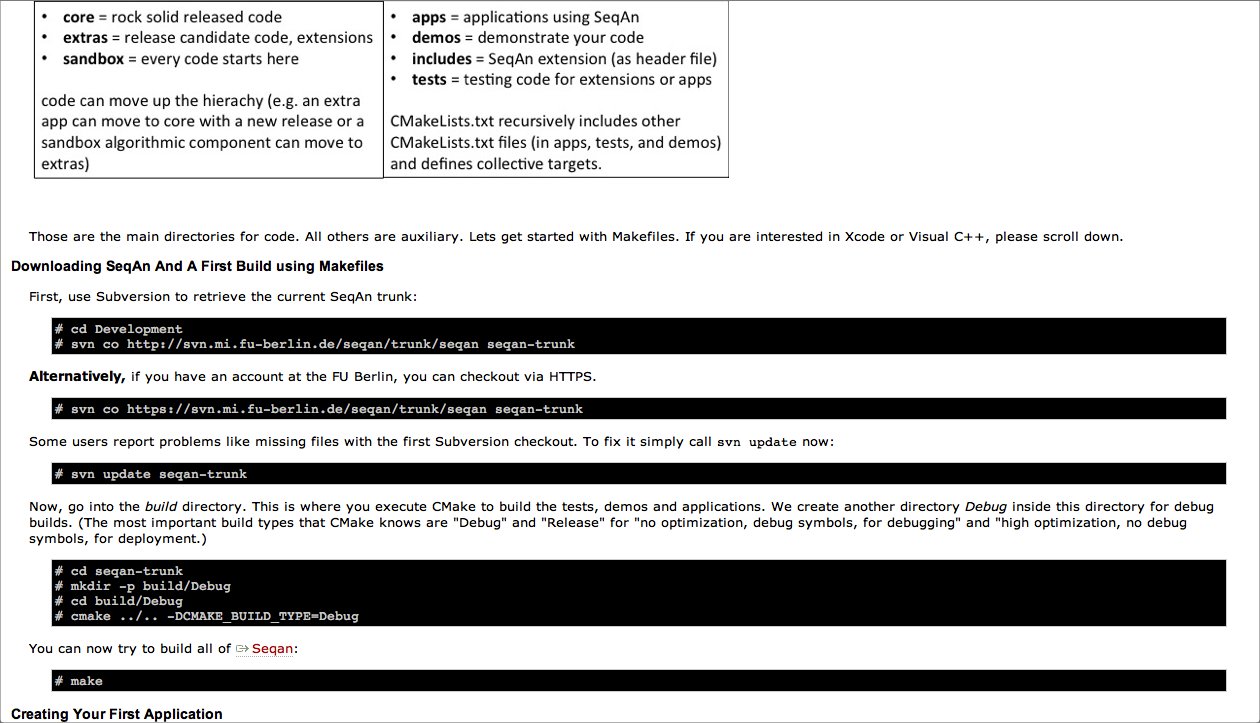 • core = rock solid released code
• extras = release candidate code, extensions
• sandbox = every code starts here
code can move up the hierachy (e.g. an extra
app can move to core with a new release or a
sandbox algorithmic component can move to
extras)
• apps = applications using SeqAn
• demos = demonstrate your code
• includes = SeqAn extension (as header file)
• tests = testing code for extensions or apps
CMakeLists.txt recursively includes other
CMakeLists.txt files (in apps, tests, and demos)
and defines collective targets.
Those are the main directories for code. All others are auxiliary. Lets get started with Makefiles. If you are interested in Xcode or Visual C++, please scroll down.
Downloading SeqAn And A First Build using Makefiles
First, use Subversion to retrieve the current SeqAn trunk:
# cd Development
# svn co http://svn.mi.fu-berlin.de/seqan/trunk/seqan seqan-trunk
Alternatively, if you have an account at the FU Berlin, you can checkout via HTTPS.
# svn co https://svn.mi.fu-berlin.de/seqan/trunk/seqan seqan-trunk
Some users report problems like missing files with the first Subversion checkout. To fix it simply call svn update now:
# svn update seqan-trunk
Now, go into the build directory. This is where you execute CMake to build the tests, demos and applications. We create another directory Debug inside this directory for debug
builds. (The most important build types that CMake knows are "Debug" and "Release" for "no optimization, debug symbols, for debugging" and "high optimization, no debug
symbols, for deployment.)
# cd seqan-trunk
# mkdir -p build/Debug
# cd build/Debug
# cmake ../.. -DCMAKE_BUILD_TYPE=Debug
You can now try to build all of Seqan:
# make
Creating Your First Application